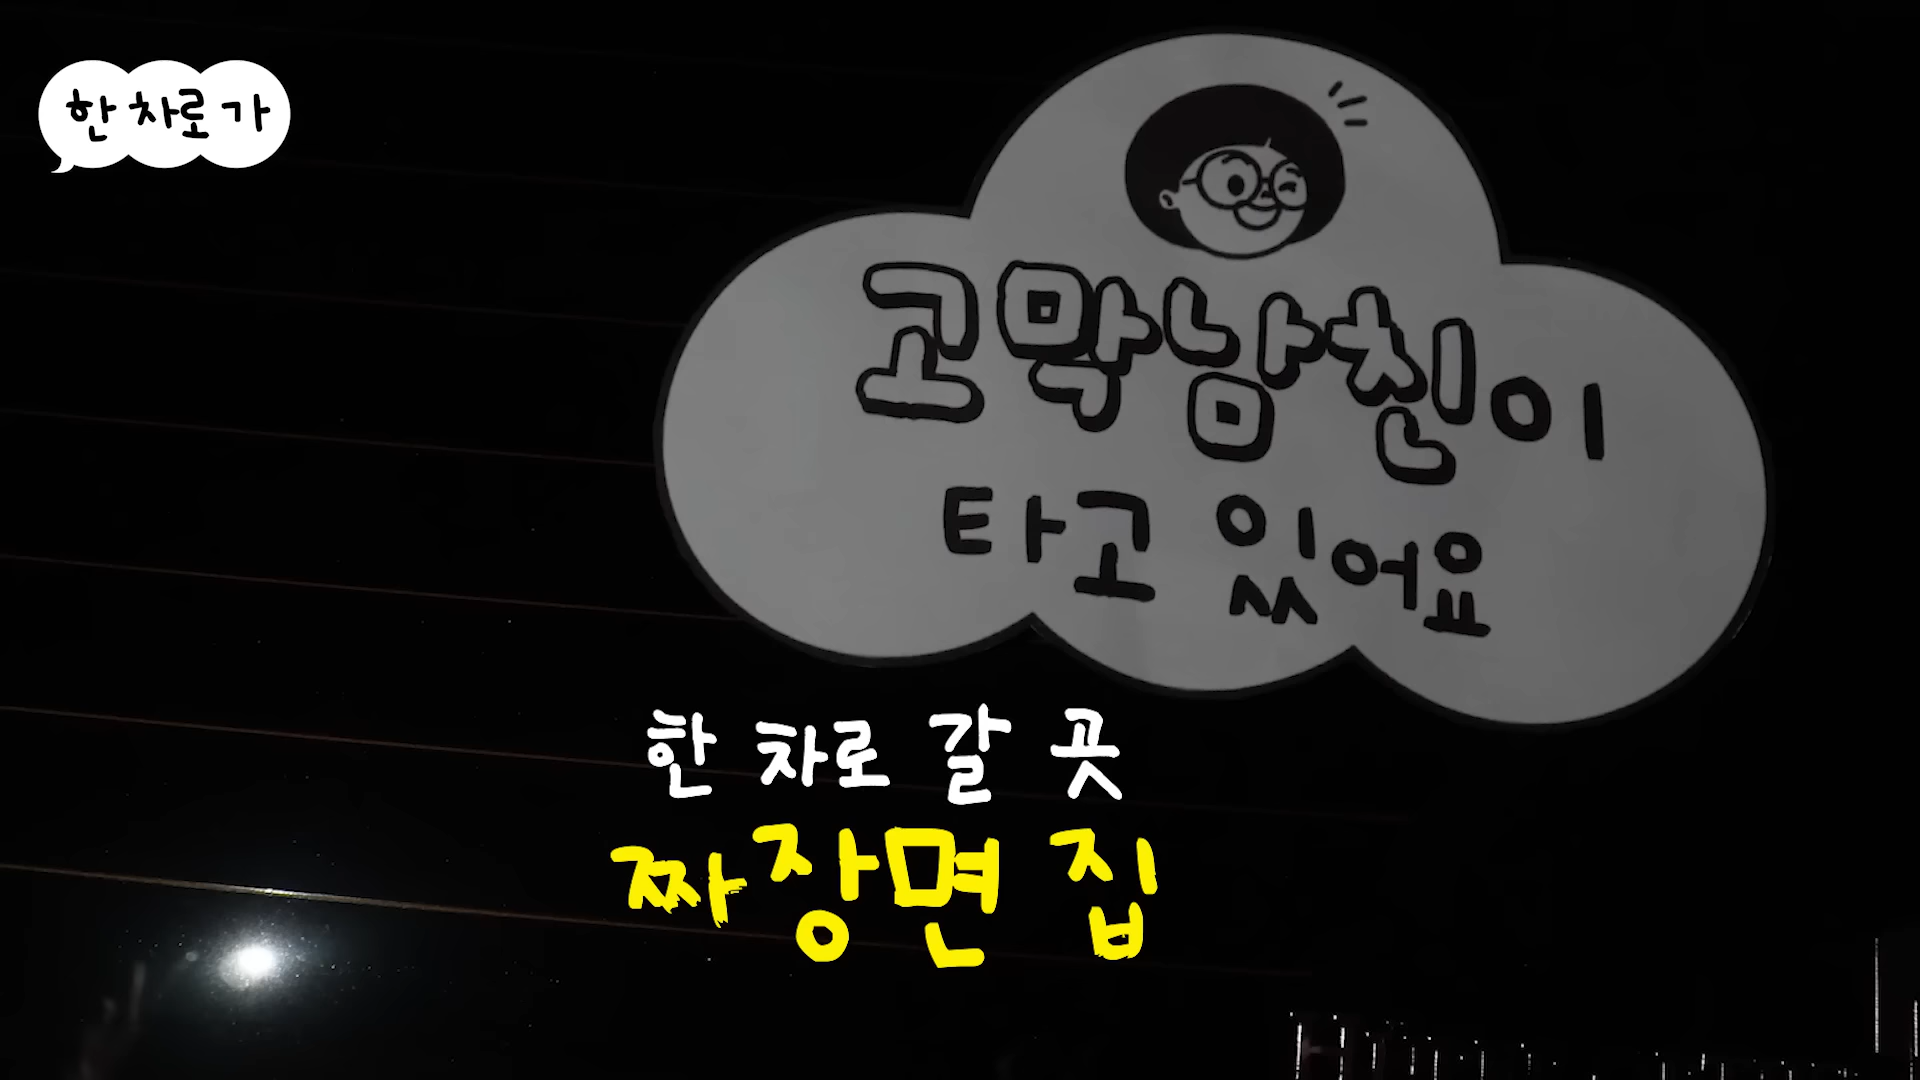 한 차로 가
고막남친이
타고 있어요
한 차로 갈 곳
짜장면 집